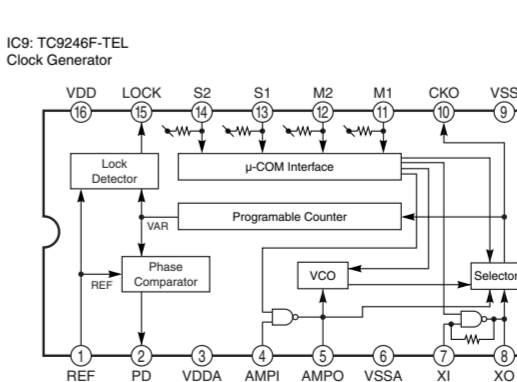 IC9: TC9246F-TEL
Clock Generator
VDD LOCK S2 S1 M2 M1 CKO VSS
16 15 14 13 12 11 10 9
Lock
Detector
μ-COM Interface
VAR
Programable Counter
Phase
Comparator
REF
VCO
Selector
1 2 3 4 5 6 7 8
REF PD VDDA AMPI AMPO VSSA XI XO